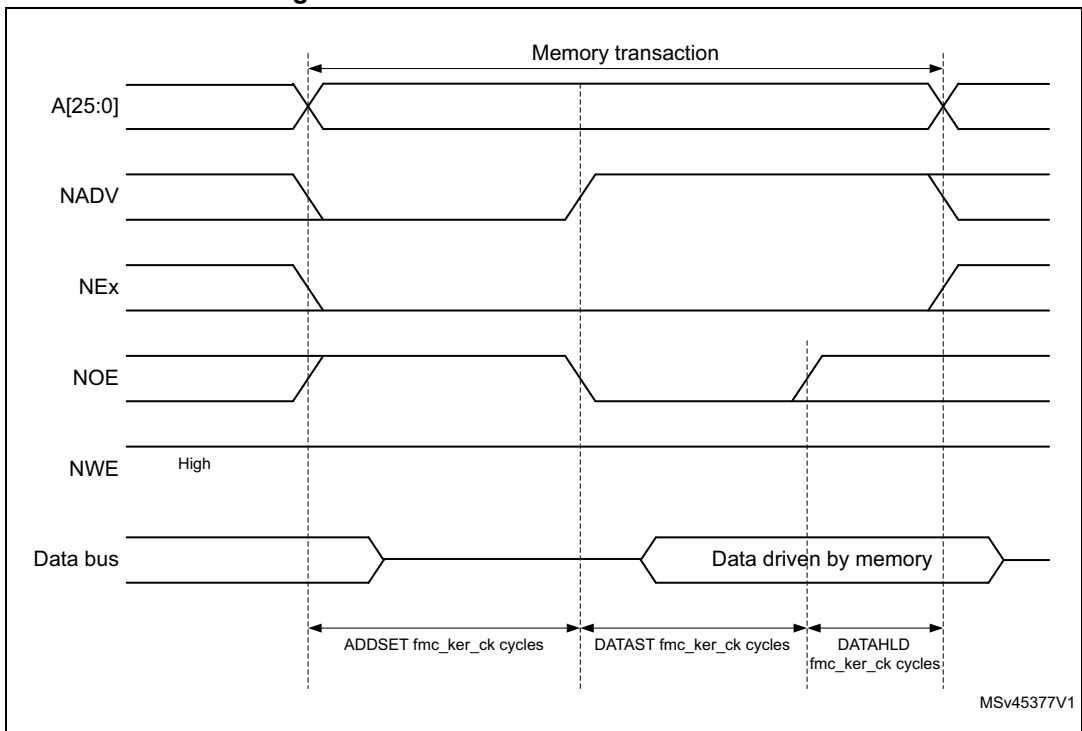 Memory transaction
A[25:0]
NADV
NEx
NOE
NWE
High
Data bus
Data driven by memory
ADDSET fmc_ker_ck cycles
DATAST fmc_ker_ck cycles
DATAHLD
fmc_ker_ck cycles
MSv45377V1